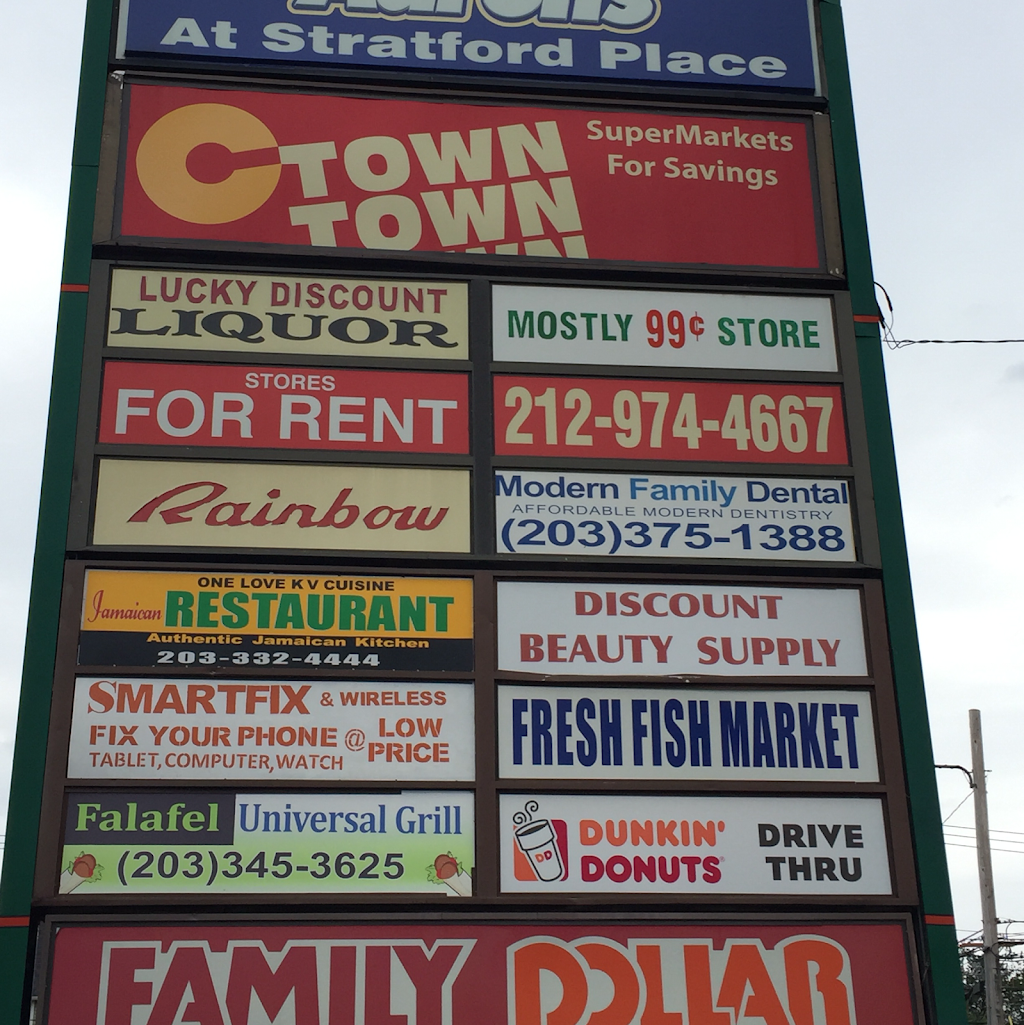 Aaron's
At Stratford Place
C TOWN
TOWN
SuperMarkets
For Savings
LUCKY DISCOUNT
LIQUOR
MOSTLY 99¢ STORE
STORES
FOR RENT
212-974-4667
Rainbow
Modern Family Dental
AFFORDABLE MODERN DENTISTRY
(203)375-1388
ONE LOVE K V CUISINE
Jamaican RESTAURANT
Authentic Jamaican Kitchen
203-332-4444
DISCOUNT
BEAUTY SUPPLY
SMARTFIX & WIRELESS
FIX YOUR PHONE @ LOW PRICE
TABLET,COMPUTER,WATCH
FRESH FISH MARKET
Falafel Universal Grill
(203)345-3625
DD
DUNKIN'
DONUTS
DRIVE
THRU
FAMILY DOLLAR